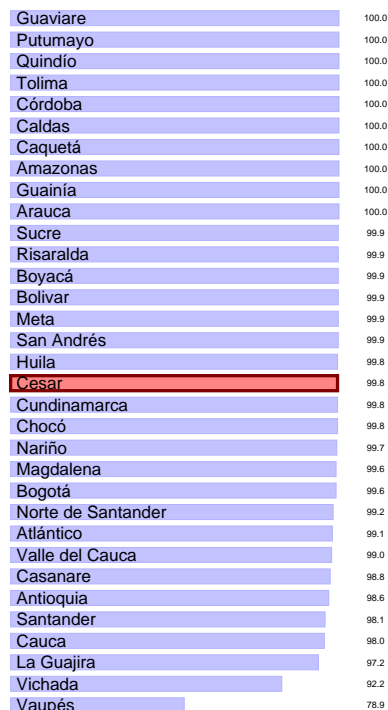 Guaviare 100.0
Putumayo 100.0
Quindío 100.0
Tolima 100.0
Córdoba 100.0
Caldas 100.0
Caquetá 100.0
Amazonas 100.0
Guainía 100.0
Arauca 100.0
Sucre 99.9
Risaralda 99.9
Boyacá 99.9
Bolivar 99.9
Meta 99.9
San Andrés 99.9
Huila 99.8
Cesar 99.8
Cundinamarca 99.8
Chocó 99.8
Nariño 99.7
Magdalena 99.6
Bogotá 99.6
Norte de Santander 99.2
Atlántico 99.1
Valle del Cauca 99.0
Casanare 98.8
Antioquia 98.6
Santander 98.1
Cauca 98.0
La Guajira 97.2
Vichada 92.2
Vaupés 78.9